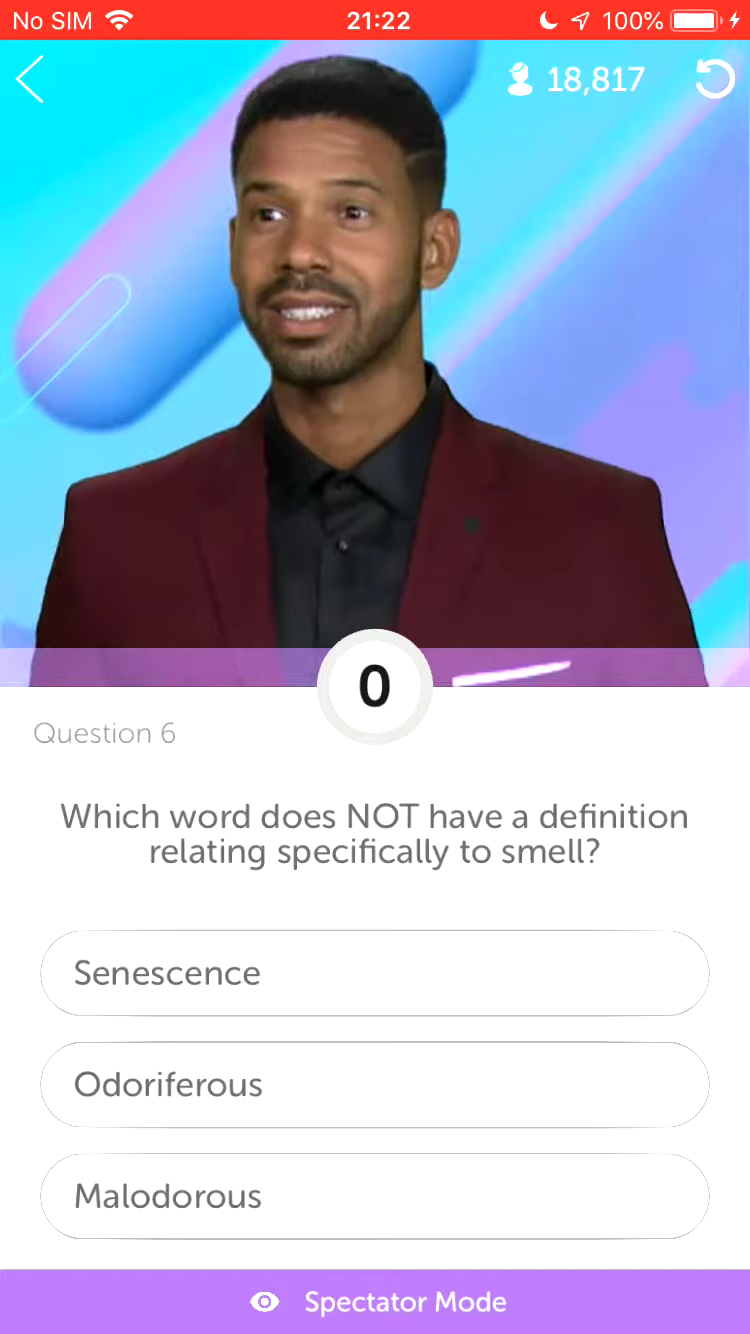 No SIM 21:22 100%
18,817
0
Question 6
Which word does NOT have a definition
relating specifically to smell?
Senescence
Odoriferous
Malodorous
Spectator Mode